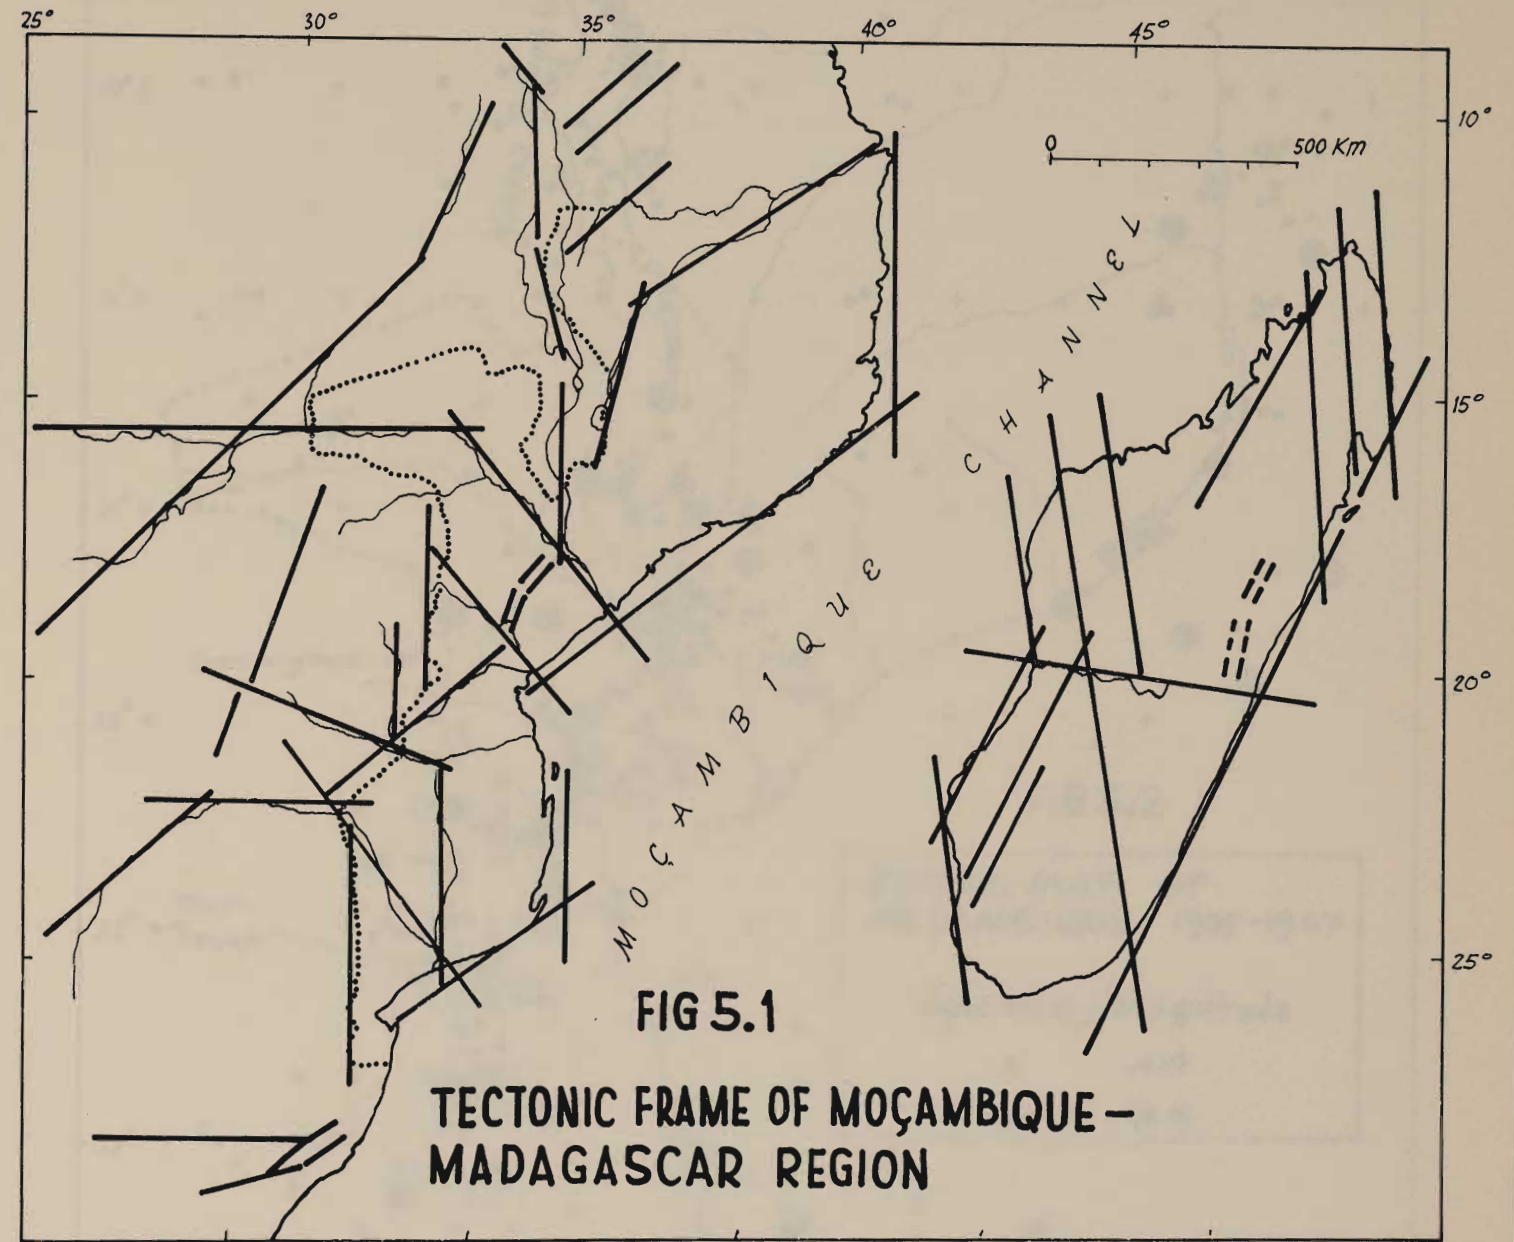 25° 30° 35° 40° 45°
10°
0 500 Km
15°
20°
25°
MOÇAMBIQUE CHANNEL
FIG 5.1
TECTONIC FRAME OF MOÇAMBIQUE –
MADAGASCAR REGION